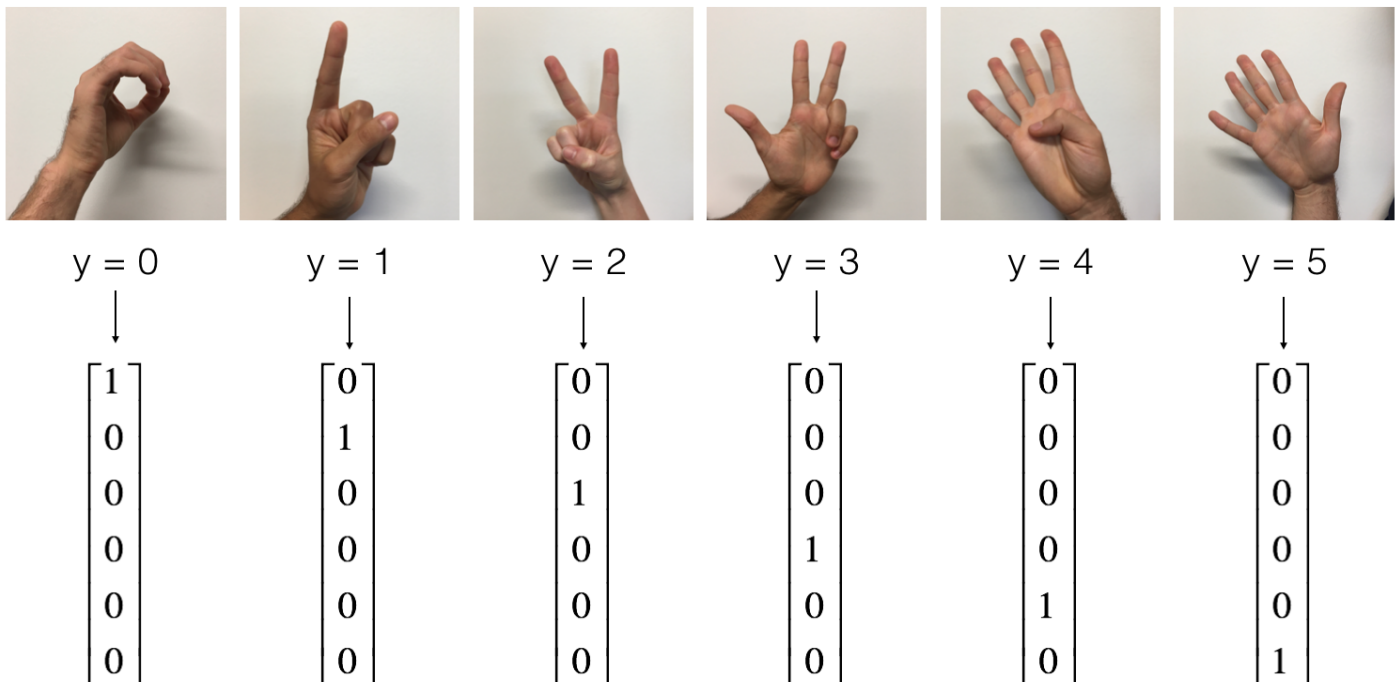 y = 0 y = 1 y = 2 y = 3 y = 4 y = 5
1 0 0 0 0 0
0 1 0 0 0 0
0 0 1 0 0 0
0 0 0 1 0 0
0 0 0 0 1 0
0 0 0 0 0 1